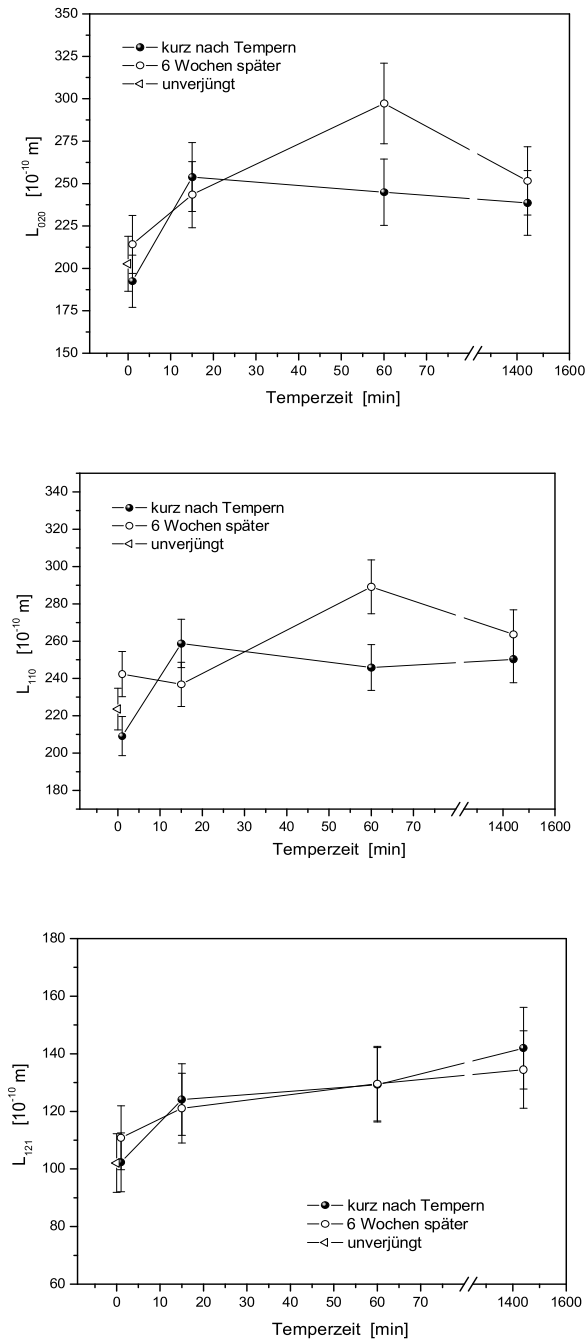 350
325
300
275
250
225
200
175
150
L020 [10-10 m]
kurz nach Tempern
6 Wochen später
unverjüngt
0 10 20 30 40 50 60 70 1400 1600
Temperzeit [min]
340
320
300
280
260
240
220
200
180
L110 [10-10 m]
kurz nach Tempern
6 Wochen später
unverjüngt
0 10 20 30 40 50 60 70 1400 1600
Temperzeit [min]
180
160
140
120
100
80
60
L121 [10-10 m]
kurz nach Tempern
6 Wochen später
unverjüngt
0 10 20 30 40 50 60 70 1400 1600
Temperzeit [min]